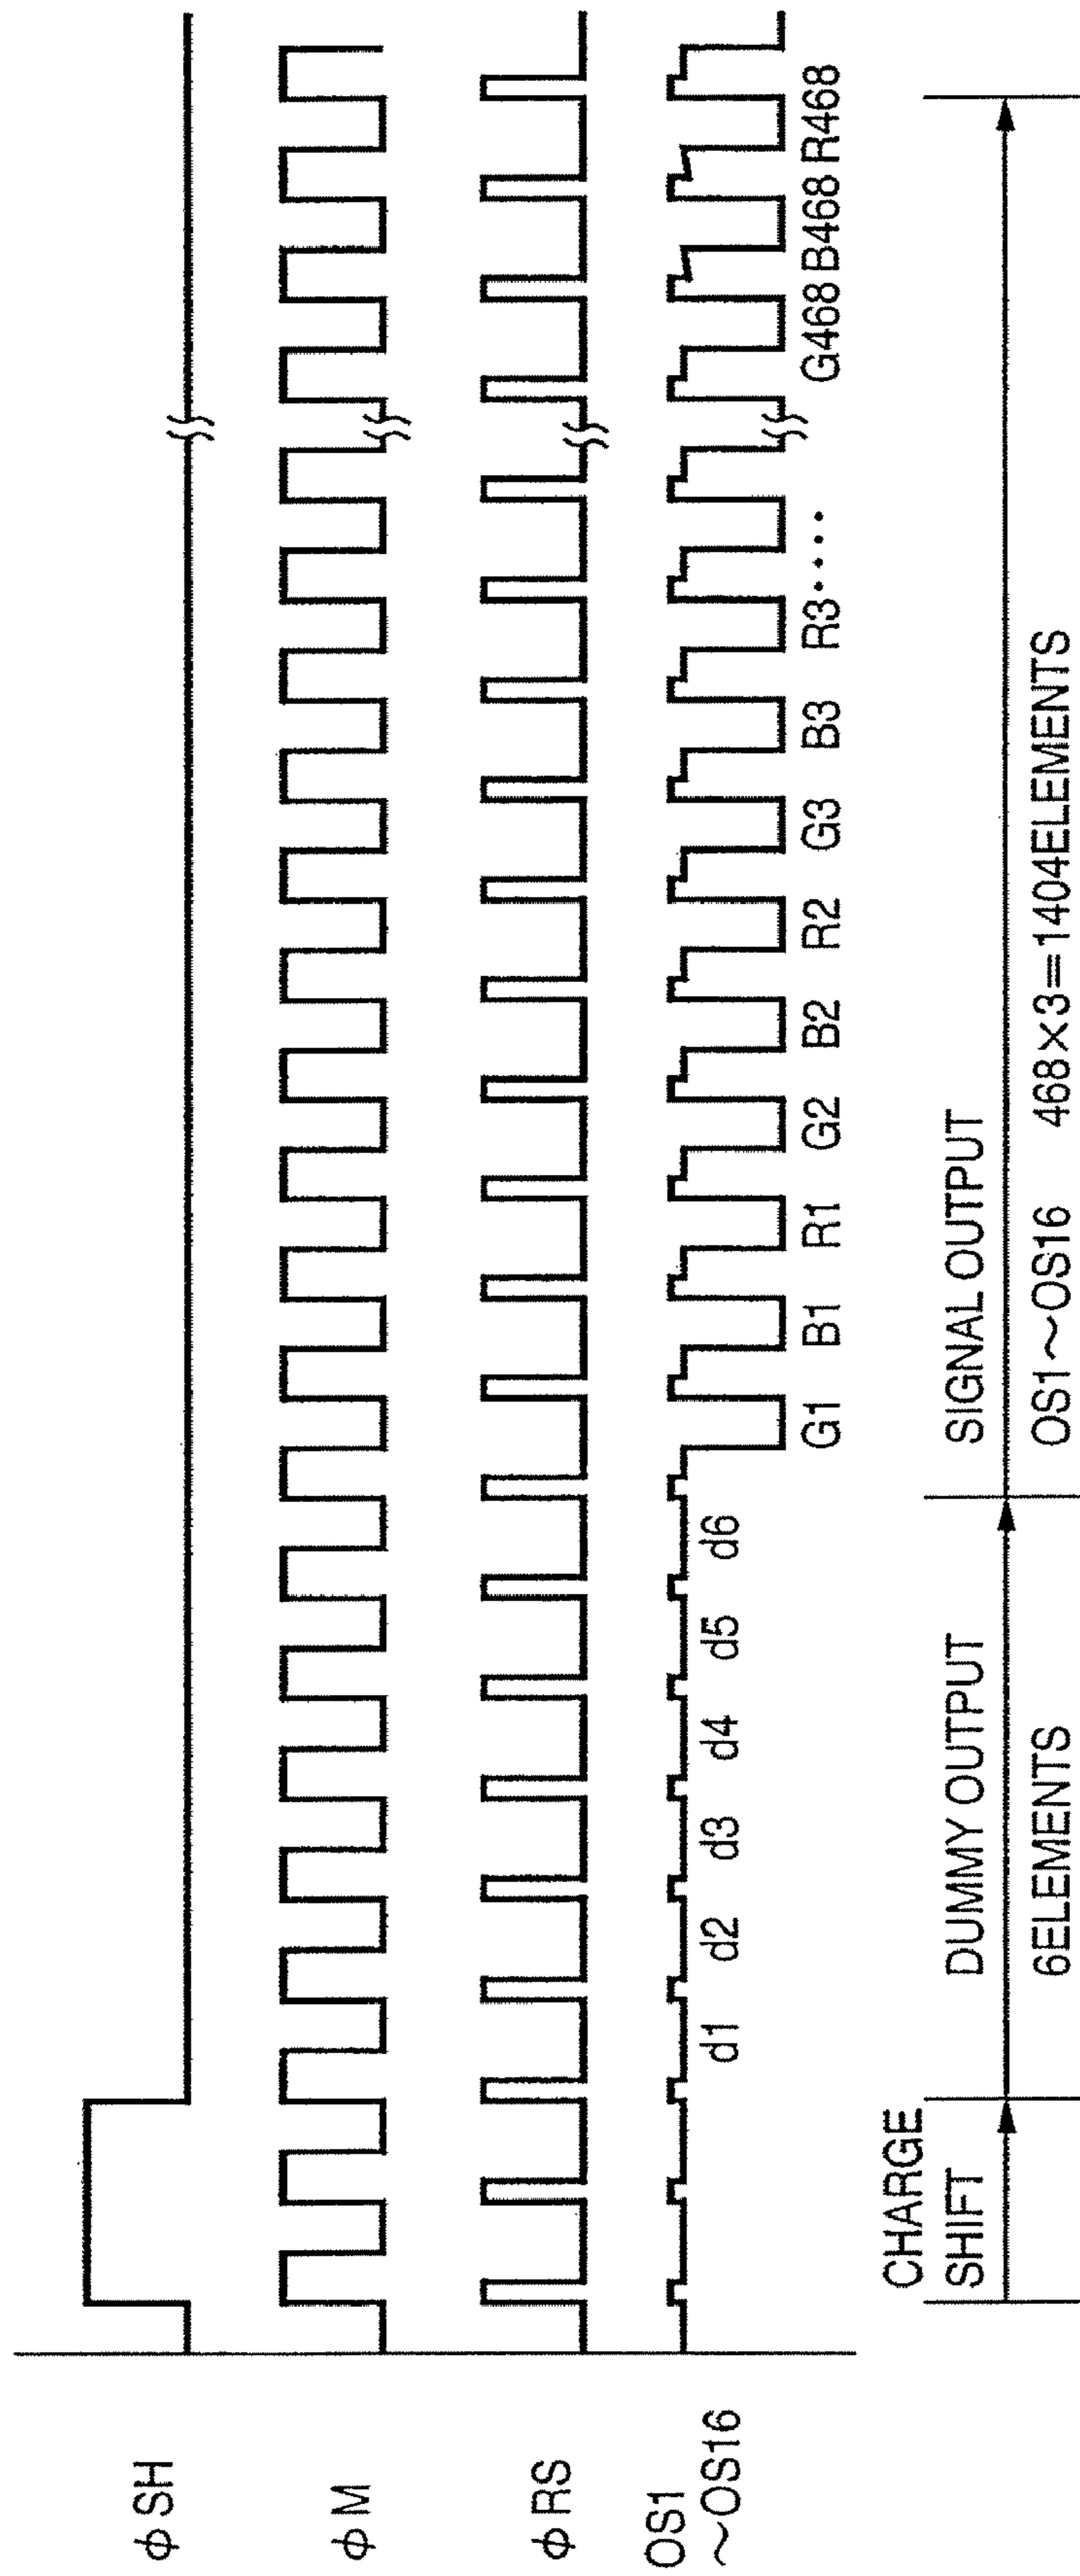 φSH
φM
φRS
OS1
~OS16
d1 d2 d3 d4 d5 d6
G1 B1 R1 G2 B2 R2 G3 B3 R3 ···· G468 B468 R468
CHARGE
SHIFT
DUMMY OUTPUT
6ELEMENTS
SIGNAL OUTPUT
OS1~OS16 468×3=1404ELEMENTS